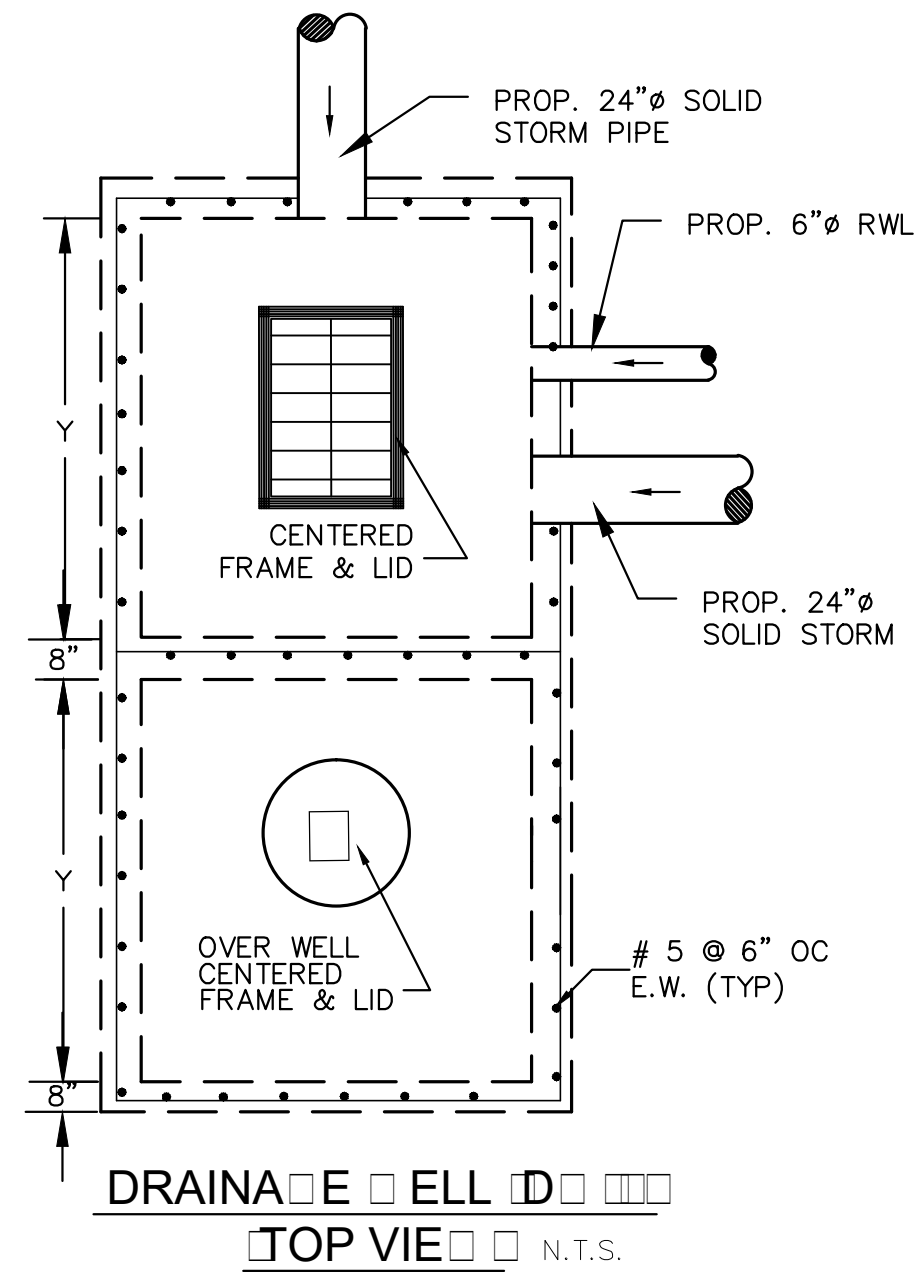 PROP. 24"ø SOLID
STORM PIPE
PROP. 6"ø RWL
Y
CENTERED
FRAME & LID
PROP. 24"ø
SOLID STORM
8"
Y
OVER WELL
CENTERED
FRAME & LID
# 5 @ 6" OC
E.W. (TYP)
8"
TOP
N.T.S.